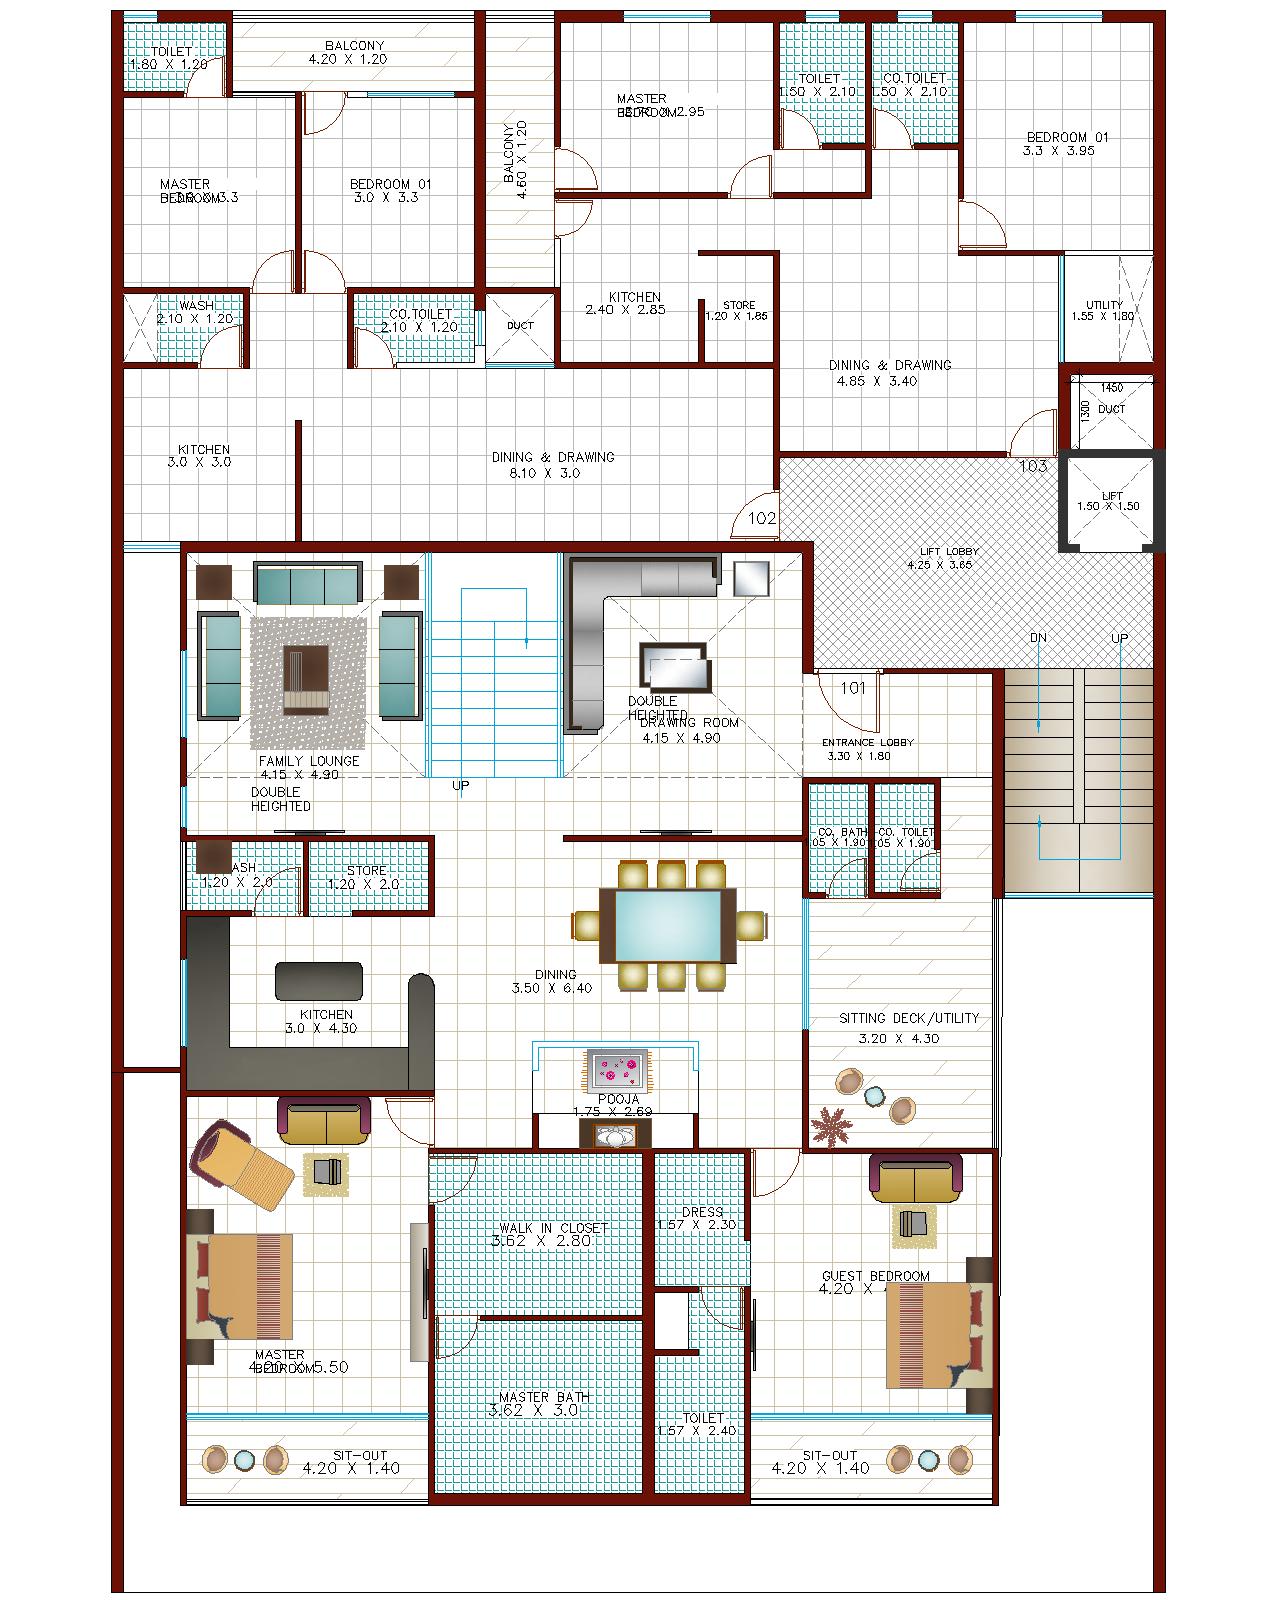 TOILET
1.80 X 1.20
BALCONY
4.20 X 1.20
BALCONY
4.60 X 1.20
MASTER
BEDROOM
X 2.95
TOILET
1.50 X 2.10
CO.TOILET
1.50 X 2.10
BEDROOM 01
3.3 X 3.95
MASTER
BEDROOM
X 3.3
BEDROOM 01
3.0 X 3.3
WASH
2.10 X 1.20
CO.TOILET
2.10 X 1.20
DUCT
KITCHEN
2.40 X 2.85
STORE
1.20 X 1.85
UTILITY
1.55 X 1.80
DINING & DRAWING
4.85 X 3.40
1450
1300
DUCT
KITCHEN
3.0 X 3.0
DINING & DRAWING
8.10 X 3.0
102
103
LIFT
1.50 X 1.50
LIFT LOBBY
4.25 X 3.65
DN
UP
101
DOUBLE
HEIGHTED
DRAWING ROOM
4.15 X 4.90
ENTRANCE LOBBY
3.30 X 1.80
FAMILY LOUNGE
4.15 X 4.90
DOUBLE
HEIGHTED
UP
CO. BATH
.05 X 1.90
CO. TOILET
.05 X 1.90
ASH
1.20 X 2.0
STORE
1.20 X 2.0
DINING
3.50 X 6.40
KITCHEN
3.0 X 4.30
SITTING DECK/UTILITY
3.20 X 4.30
POOJA
1.75 X 2.69
WALK IN CLOSET
3.62 X 2.80
DRESS
1.57 X 2.30
GUEST BEDROOM
4.20 X
MASTER
BEDROOM
4.20 X 5.50
MASTER BATH
3.62 X 3.0
TOILET
1.57 X 2.40
SIT-OUT
4.20 X 1.40
SIT-OUT
4.20 X 1.40